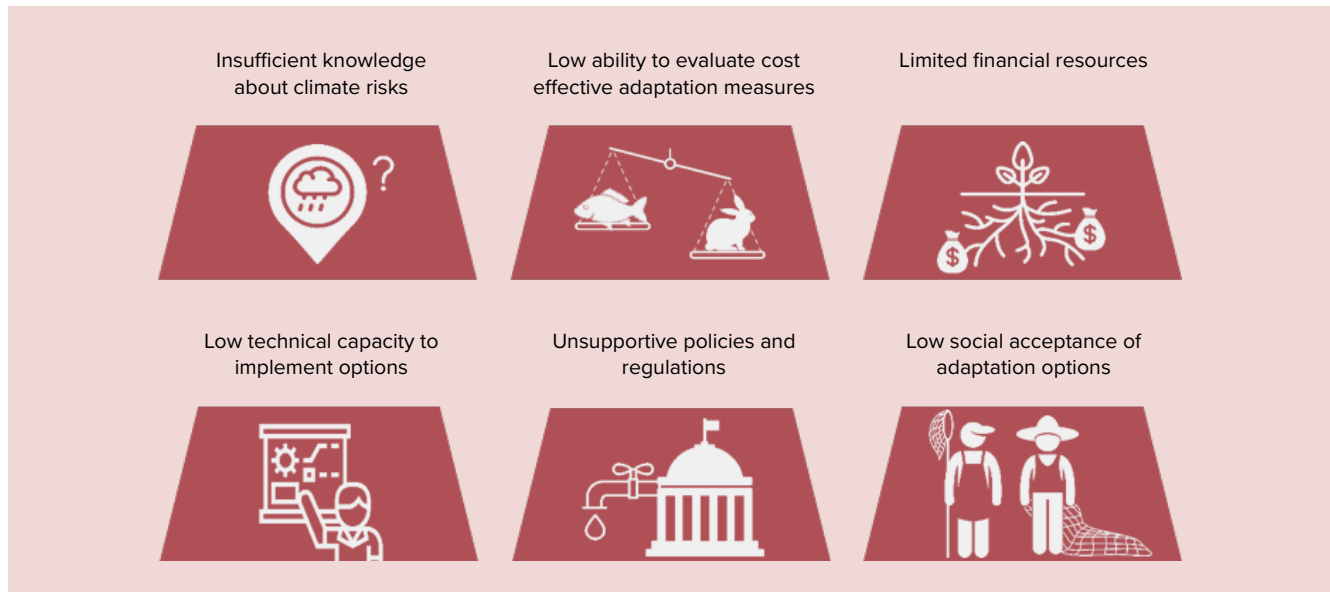 Insufficient knowledge
about climate risks
Low ability to evaluate cost
effective adaptation measures
Limited financial resources
?
$
$
Low technical capacity to
implement options
Unsupportive policies and
regulations
Low social acceptance of
adaptation options